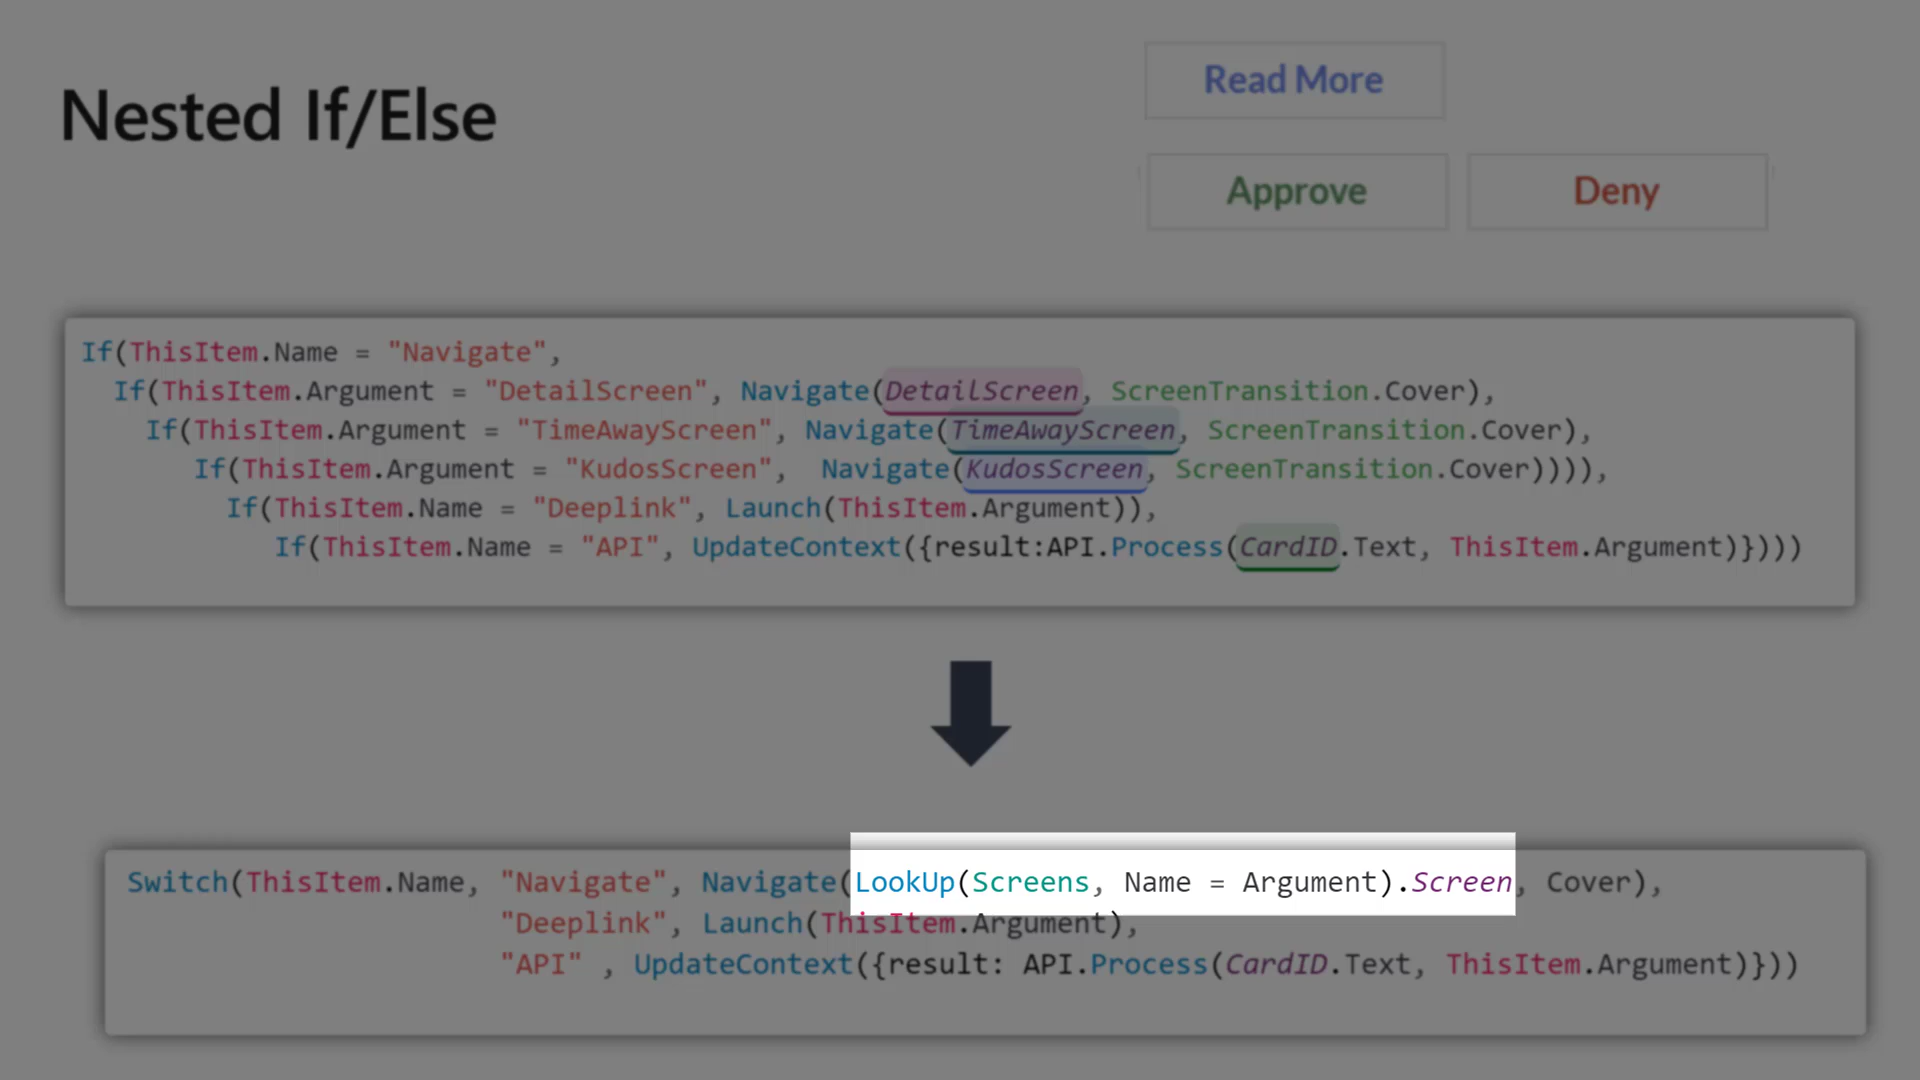 Nested If/Else
Read More
Approve
Deny
If(ThisItem.Name = "Navigate",
If(ThisItem.Argument = "DetailScreen", Navigate(DetailScreen, ScreenTransition.Cover),
If(ThisItem.Argument = "TimeAwayScreen", Navigate(TimeAwayScreen, ScreenTransition.Cover),
If(ThisItem.Argument = "KudosScreen", Navigate(KudosScreen, ScreenTransition.Cover)))),
If(ThisItem.Name = "Deeplink", Launch(ThisItem.Argument)),
If(ThisItem.Name = "API", UpdateContext({result:API.Process(CardID.Text, ThisItem.Argument)})))
Switch(ThisItem.Name, "Navigate", Navigate(LookUp(Screens, Name = Argument).Screen, Cover),
"Deeplink", Launch(ThisItem.Argument),
"API" , UpdateContext({result: API.Process(CardID.Text, ThisItem.Argument)}))